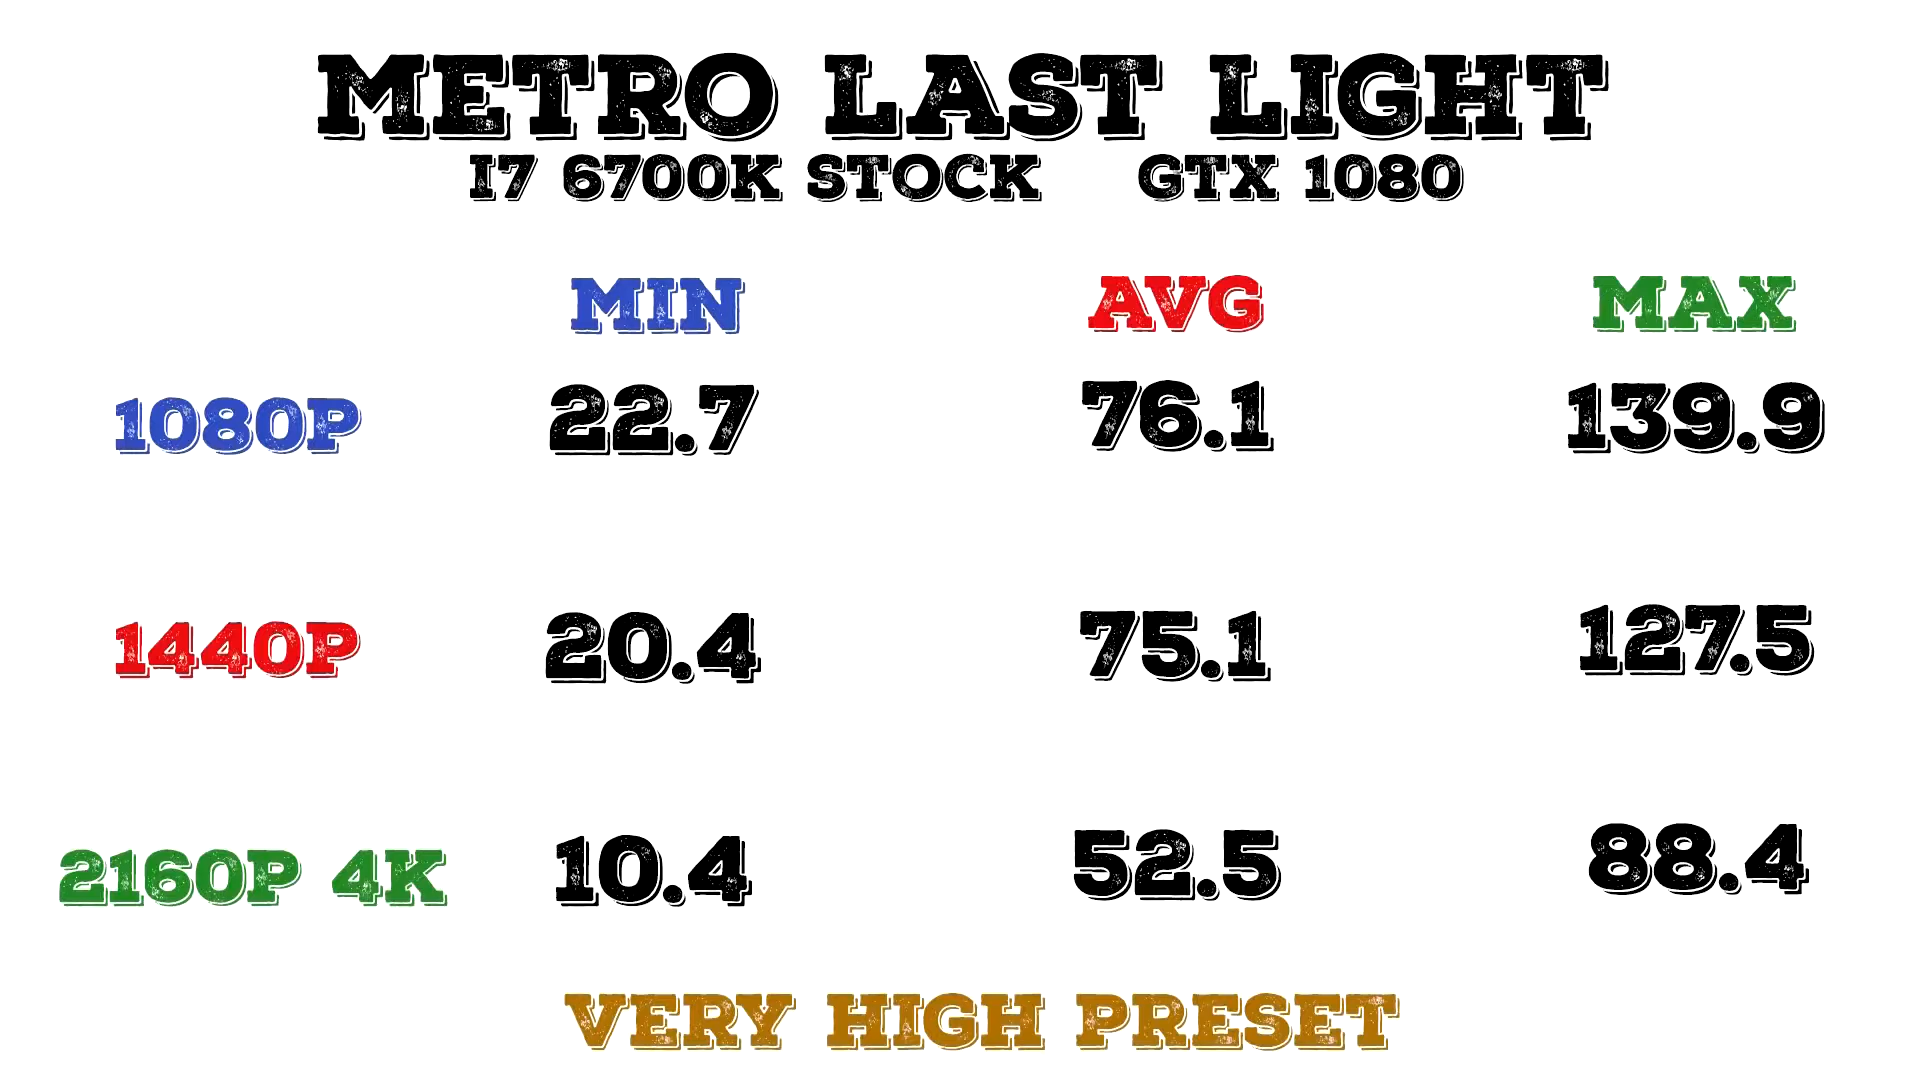 METRO LAST LIGHT
I7 6700K STOCK GTX 1080
MIN AVG MAX
1080P 22.7 76.1 139.9
1440P 20.4 75.1 127.5
2160P 4K 10.4 52.5 88.4
VERY HIGH PRESET